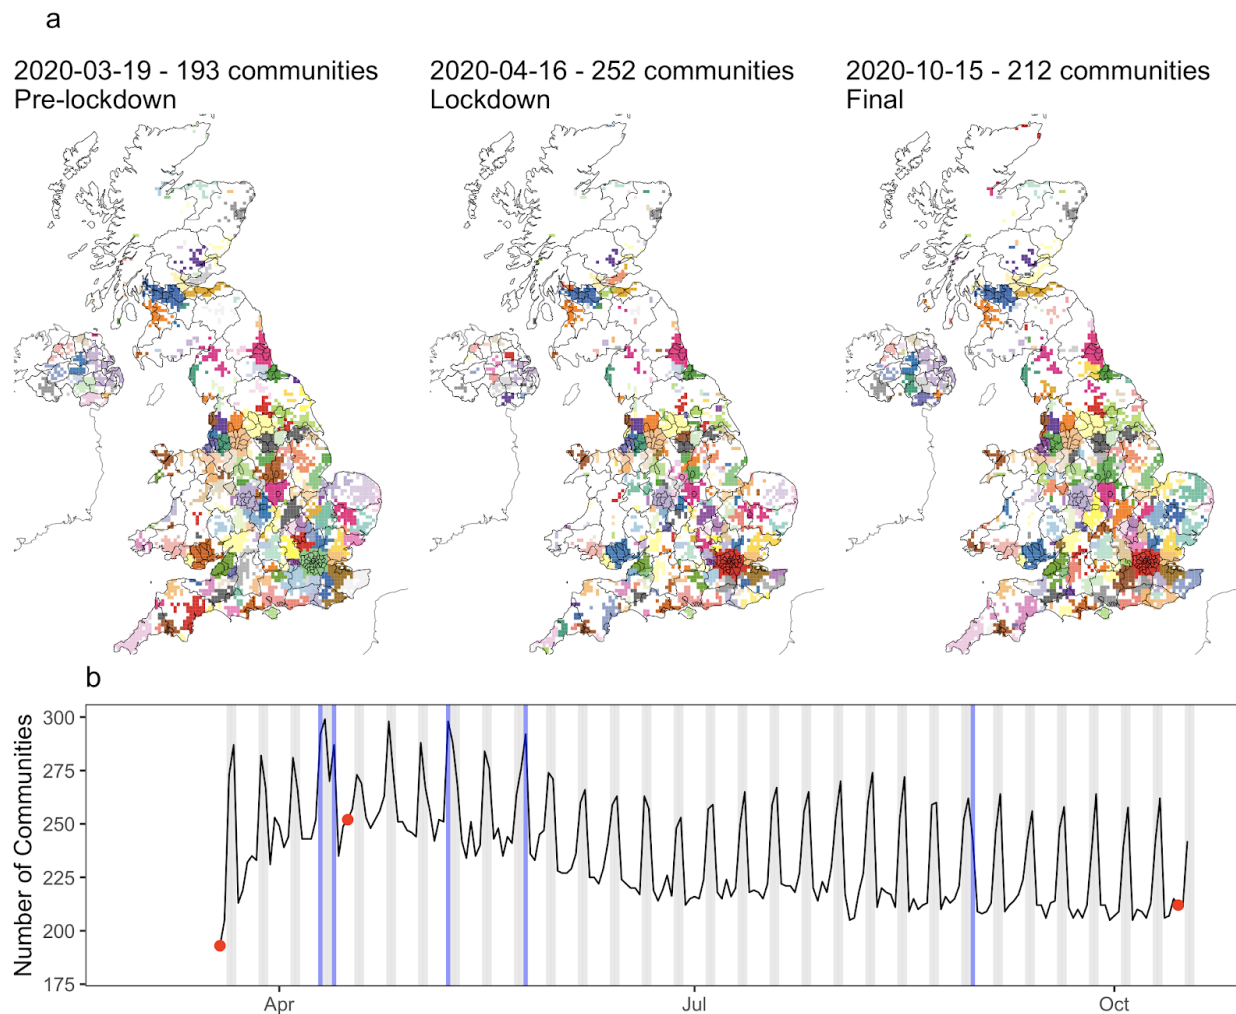 a
2020-03-19 - 193 communities
Pre-lockdown
2020-04-16 - 252 communities
Lockdown
2020-10-15 - 212 communities
Final
b
Number of Communities
300
275
250
225
200
175
Apr
Jul
Oct